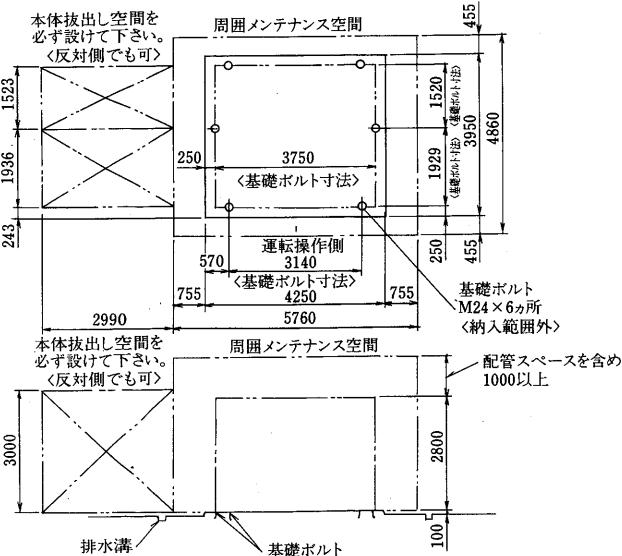 本体抜出し空間を
必ず設けて下さい。
〈反対側でも可〉
周囲メンテナンス空間
455
1523
1936
243
250
3750
〈基礎ボルト寸法〉
1520
〈基礎ボルト寸法〉
1929
〈基礎ボルト寸法〉
3950
4860
250
455
運転操作側
570
3140
〈基礎ボルト寸法〉
755
4250
755
2990
5760
基礎ボルト
M24×6ヵ所
〈納入範囲外〉
本体抜出し空間を
必ず設けて下さい。
〈反対側でも可〉
周囲メンテナンス空間
配管スペースを含め
1000以上
3000
2800
100
排水溝
基礎ボルト